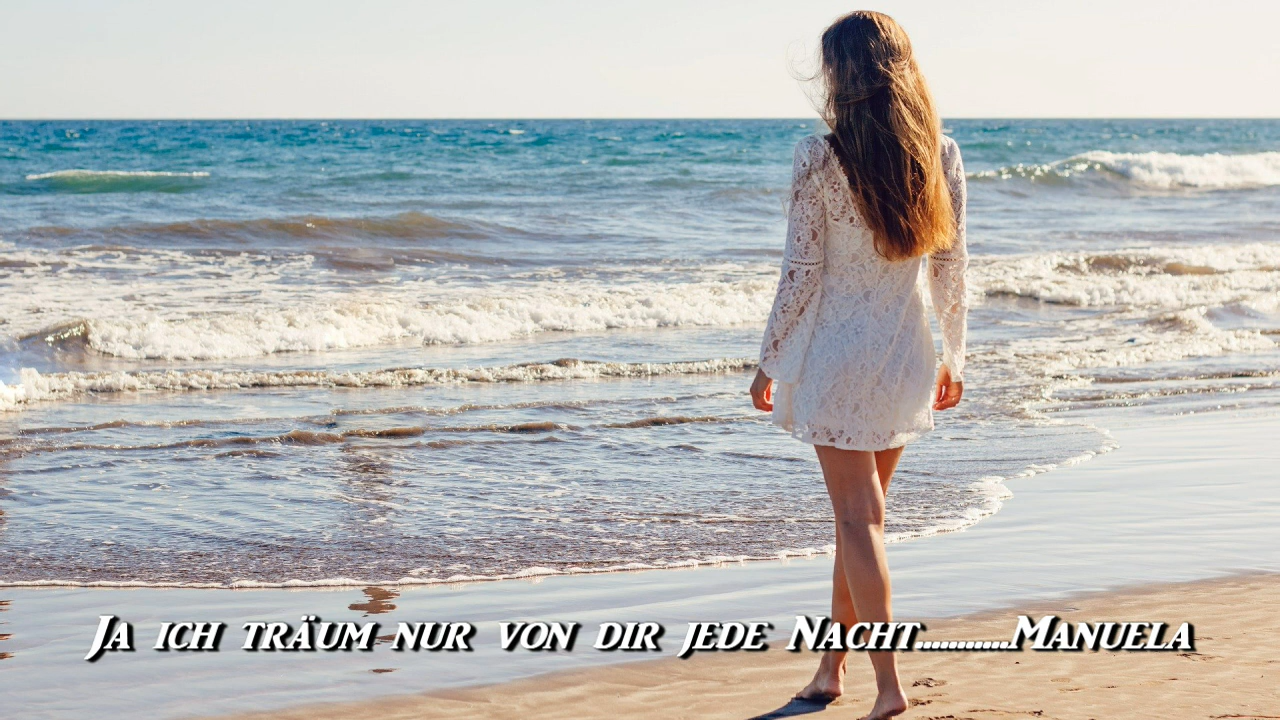 Ja ich träum nur von dir jede Nacht...........Manuela